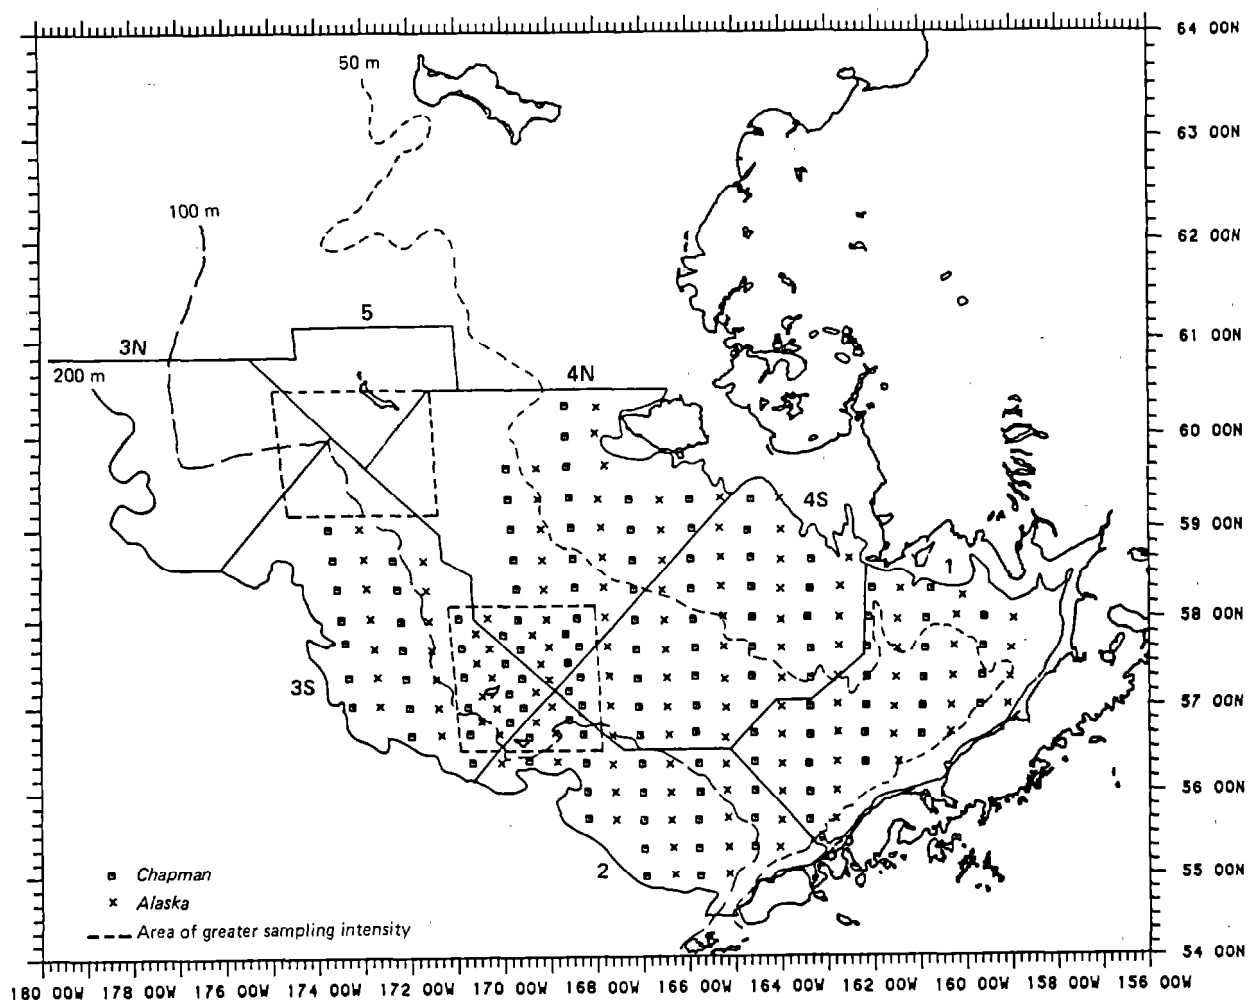 64 00N
50 m
63 00N
100 m
62 00N
5
61 00N
3N
200 m
4N
60 00N
4S
59 00N
1
58 00N
3S
57 00N
56 00N
2
55 00N
Chapman
Alaska
Area of greater sampling intensity
54 00N
180 00W 178 00W 176 00W 174 00W 172 00W 170 00W 168 00W 166 00W 164 00W 162 00W 160 00W 158 00W 156 00W